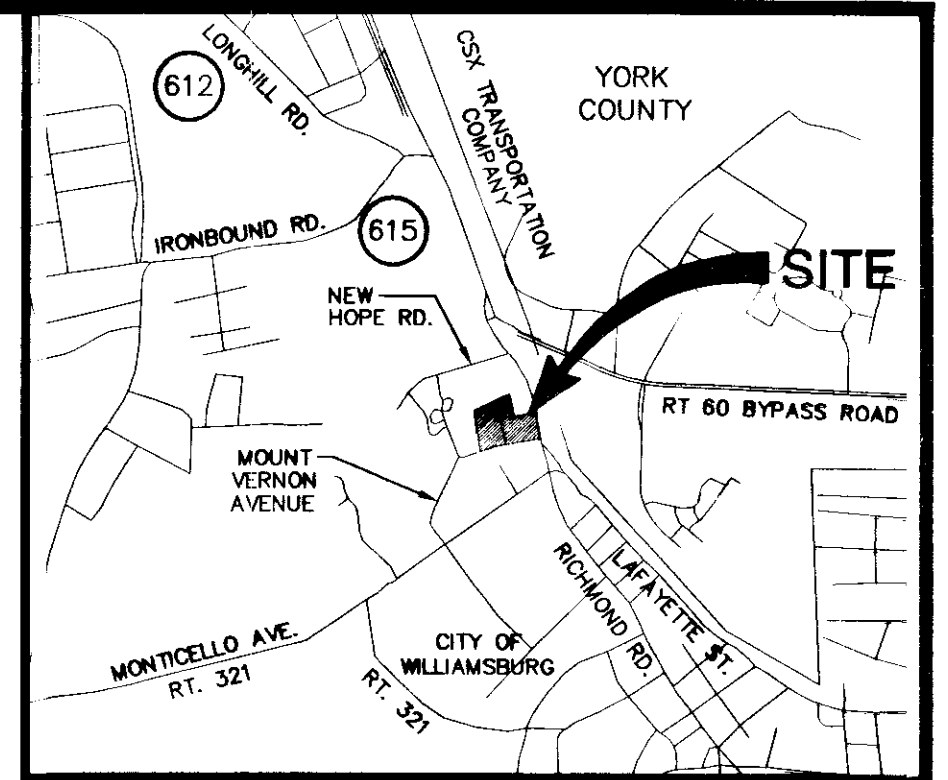 LONGHILL RD.
612
CSX TRANSPORTATION
COMPANY
YORK
COUNTY
IRONBOUND RD.
615
SITE
NEW
HOPE RD.
RT 60 BYPASS ROAD
MOUNT
VERNON
AVENUE
RICHMOND RD.
LAFAYETTE ST.
MONTICELLO AVE.
RT. 321
CITY OF
WILLIAMSBURG
RT. 321